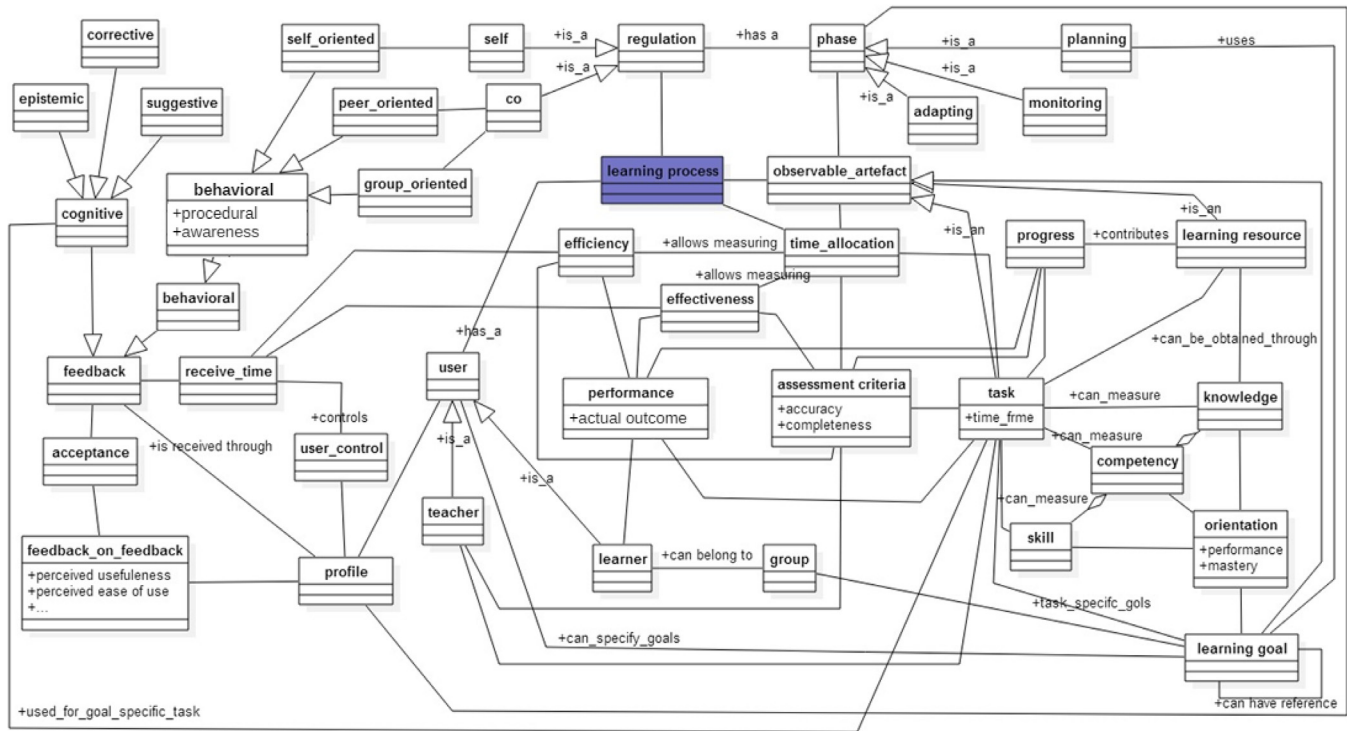 corrective
self_oriented
self
+is_a
regulation
+has a
phase
+is_a
planning
+uses
+is_a
+is_a
epistemic
suggestive
peer_oriented
co
+is_a
adapting
monitoring
behavioral
+procedural
+awareness
group_oriented
learning process
observable_artefact
cognitive
+is_an
+is_an
efficiency
+allows measuring
time_allocation
progress
+contributes
learning resource
+allows measuring
behavioral
effectiveness
+has_a
+can_be_obtained_through
feedback
receive_time
user
performance
+actual outcome
assessment criteria
+accuracy
+completeness
task
+time_frme
+can_measure
knowledge
+controls
+is_a
+can_measure
acceptance
+is received through
user_control
+is_a
competency
+can_measure
teacher
skill
orientation
+performance
+mastery
feedback_on_feedback
+perceived usefuleness
+perceived ease of use
+...
profile
learner
+can belong to
group
+task_specifc_gols
+can_specify_goals
learning goal
+can have reference
+used_for_goal_specific_task